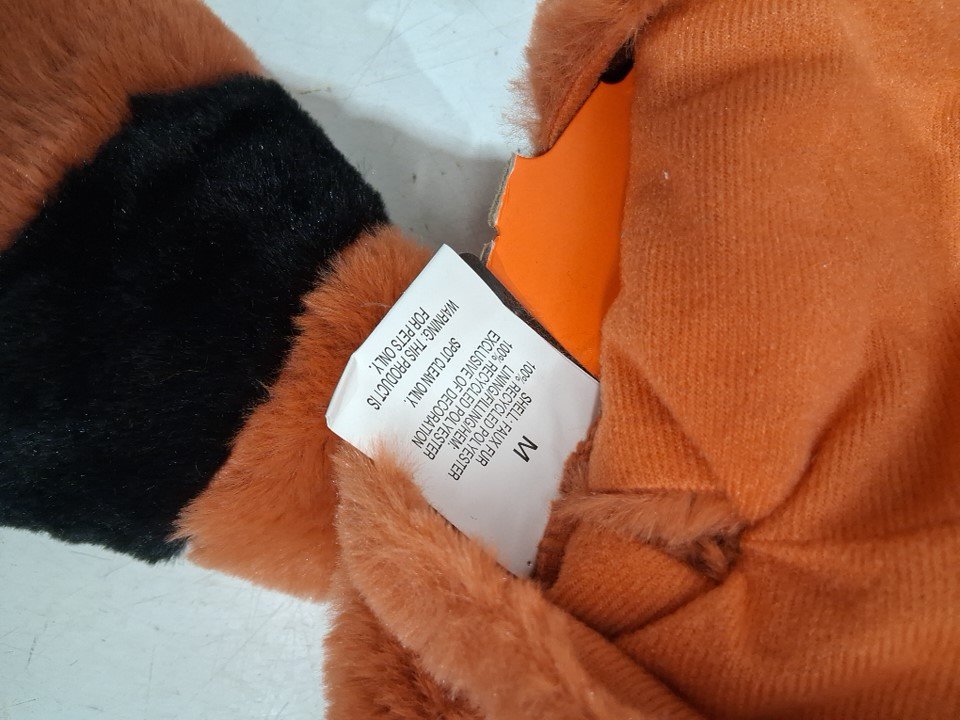 M
SHELL: FAUX FUR
100% RECYCLED POLYESTER
LINING/FILLING/HEM:
100% RECYCLED POLYESTER
EXCLUSIVE OF DECORATION
SPOT CLEAN ONLY.
WARNING: THIS PRODUCT IS
FOR PETS ONLY.